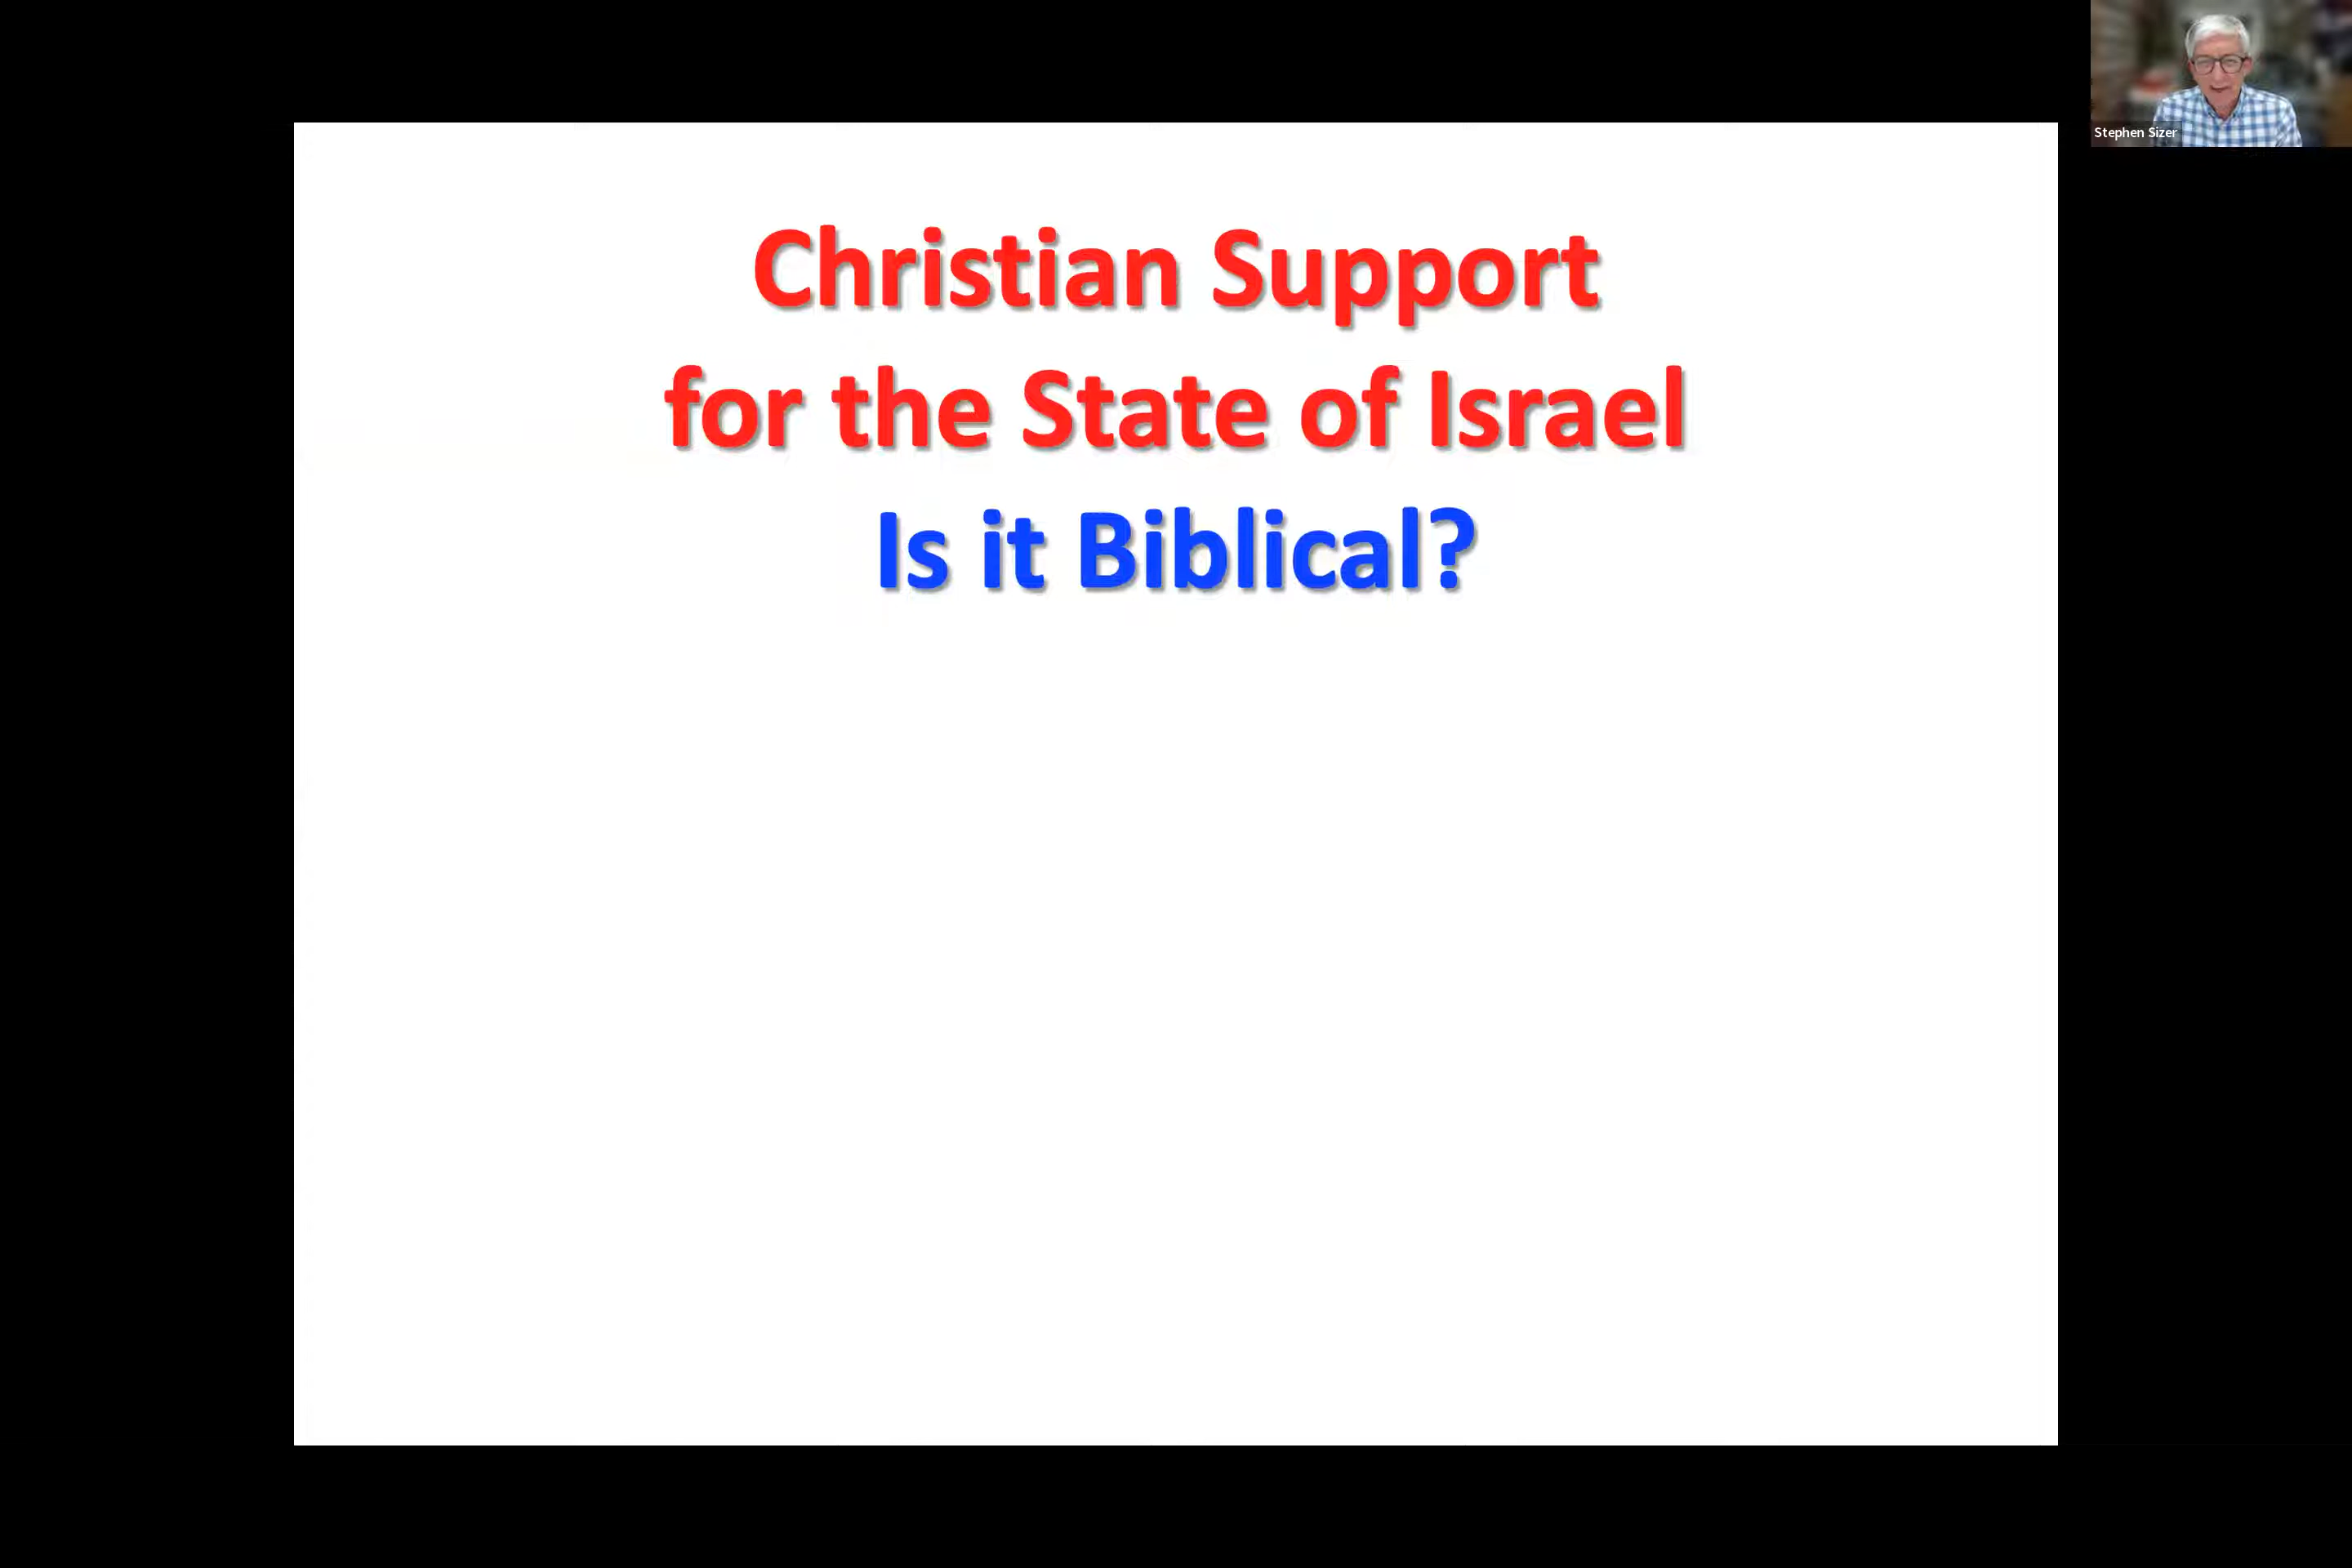 Christian Support
for the State of Israel
Is it Biblical?
Stephen Sizer